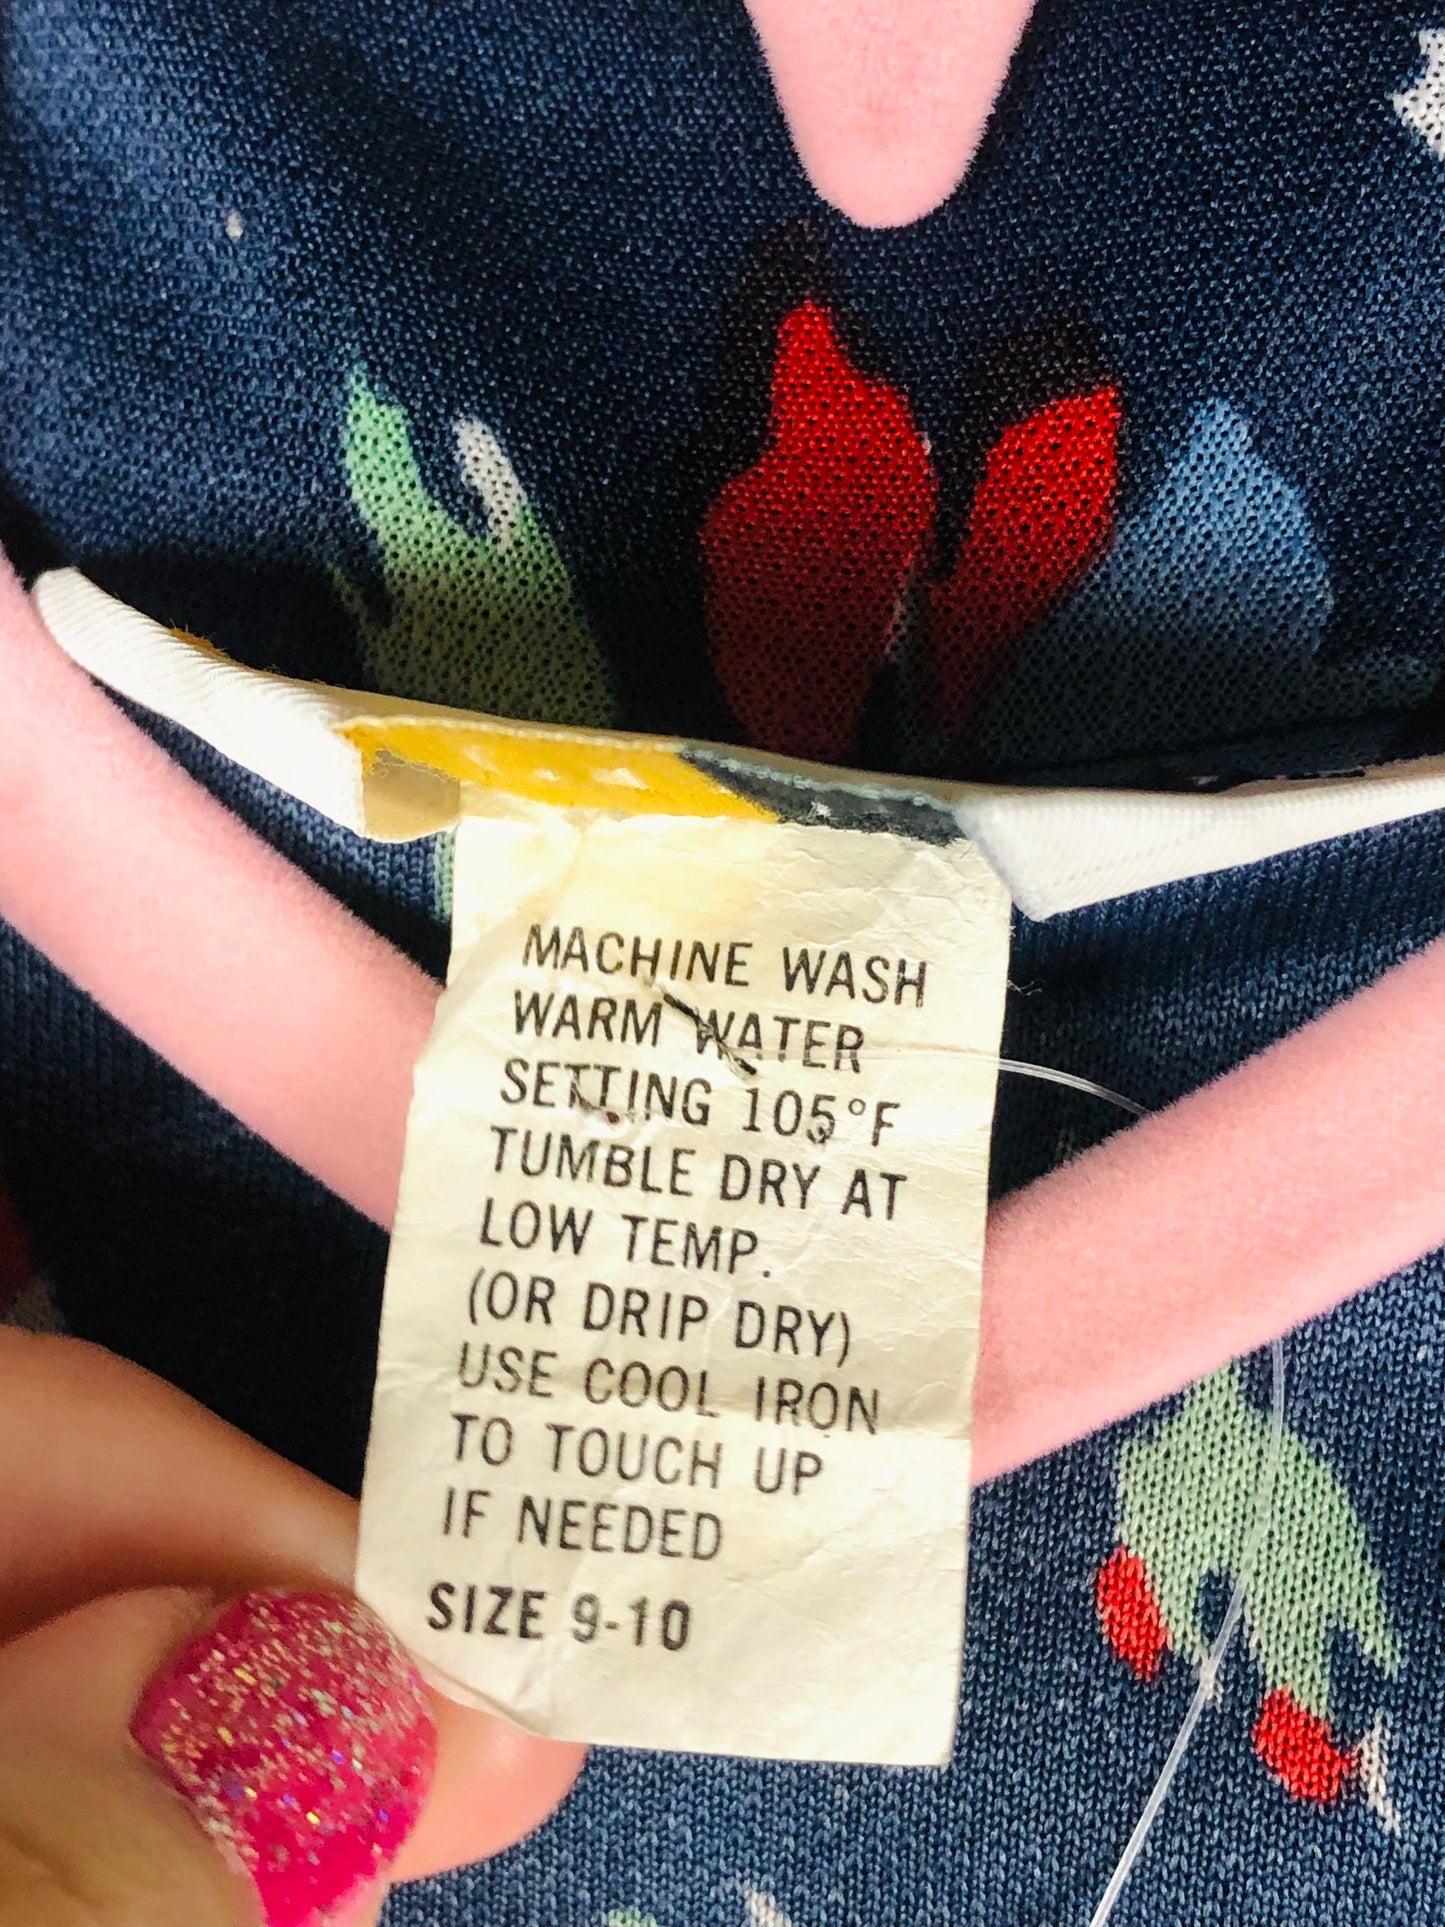 MACHINE WASH
WARM WATER
SETTING 105°F
TUMBLE DRY AT
LOW TEMP.
(OR DRIP DRY)
USE COOL IRON
TO TOUCH UP
IF NEEDED
SIZE 9-10